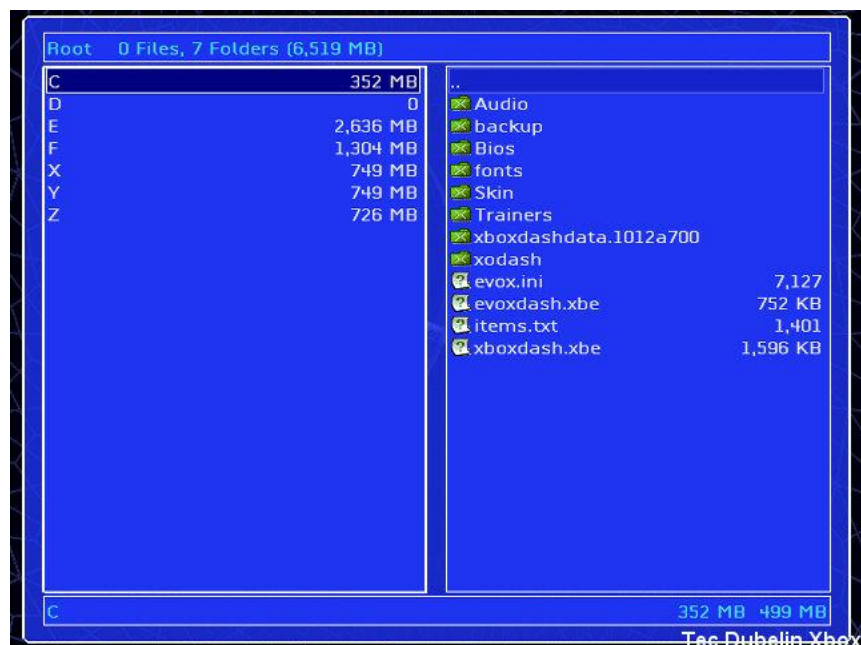 Root 0 Files, 7 Folders (6,519 MB)
C 352 MB
D 0
E 2,636 MB
F 1,304 MB
X 749 MB
Y 749 MB
Z 726 MB
..
Audio
backup
Bios
fonts
Skin
Trainers
xboxdashdata.1012a700
xodash
evox.ini 7,127
evoxdash.xbe 752 KB
items.txt 1,401
xboxdash.xbe 1,596 KB
C 352 MB 499 MB
Tec Dubelin Xbox